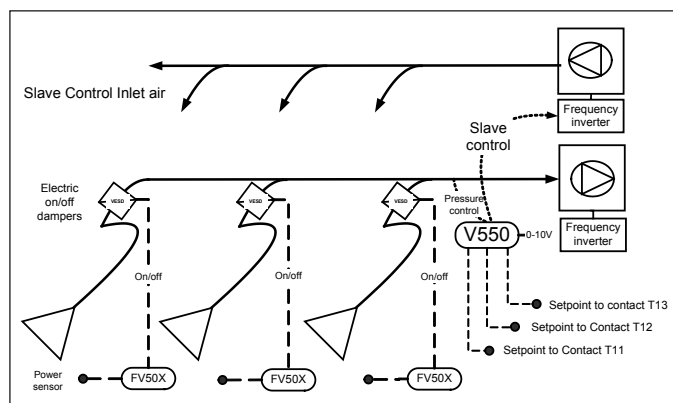 Slave Control Inlet air
Frequency
inverter
Slave
control
Electric
on/off
dampers
VESD
VESD
VESD
Pressure
control
V550
0-10V
Frequency
inverter
On/off
On/off
On/off
Setpoint to contact T13
Setpoint to Contact T12
Setpoint to Contact T11
Power
sensor
FV50X
FV50X
FV50X